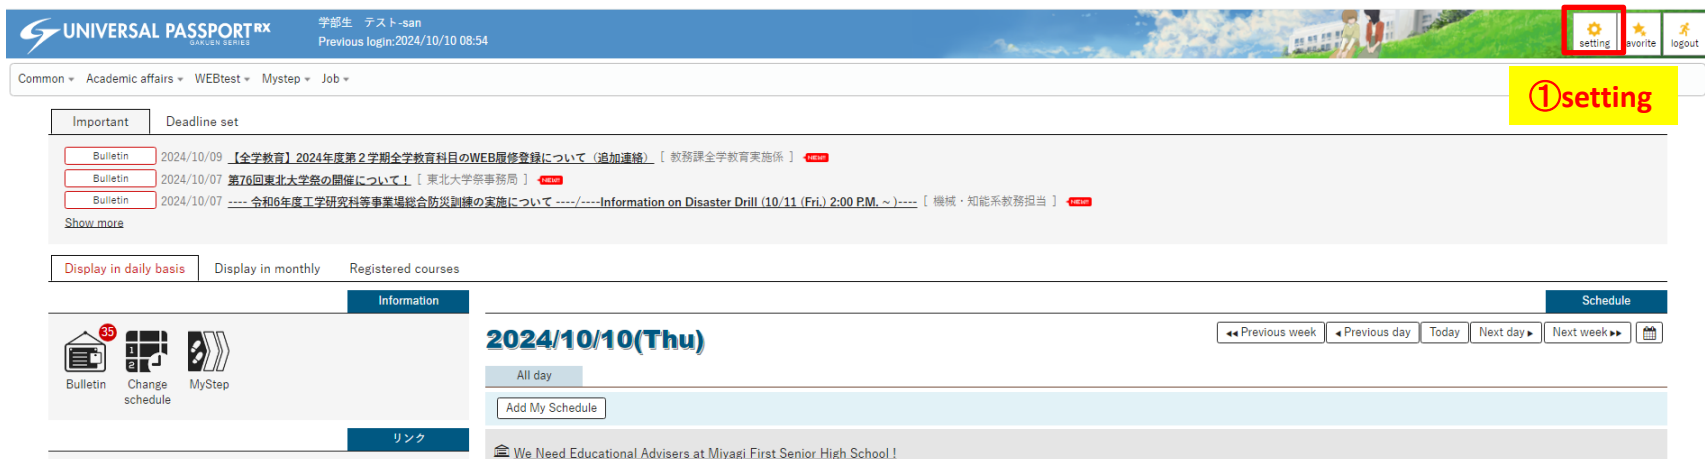 UNIVERSAL PASSPORT RX
GAKUEN SERIES
学部生 テスト-san
Previous login:2024/10/10 08:54
setting
avorite
logout
Common Academic affairs WEBtest Mystep Job
①setting
Important Deadline set
Bulletin 2024/10/09 【全学教育】2024年度第２学期全学教育科目のWEB履修登録について（追加連絡） [ 教務課全学教育実施係 ] NEW!!
Bulletin 2024/10/07 第76回東北大学祭の開催について！ [ 東北大学祭事務局 ] NEW!!
Bulletin 2024/10/07 ---- 令和6年度工学研究科等事業場総合防災訓練の実施について ----/----Information on Disaster Drill (10/11 (Fri.) 2:00 P.M. ~ )---- [ 機械・知能系教務担当 ] NEW!!
Show more
Display in daily basis Display in monthly Registered courses
Information
35
Bulletin
Change schedule
MyStep
リンク
Schedule
2024/10/10(Thu)
Previous week Previous day Today Next day Next week
All day
Add My Schedule
We Need Educational Advisers at Miyagi First Senior High School !